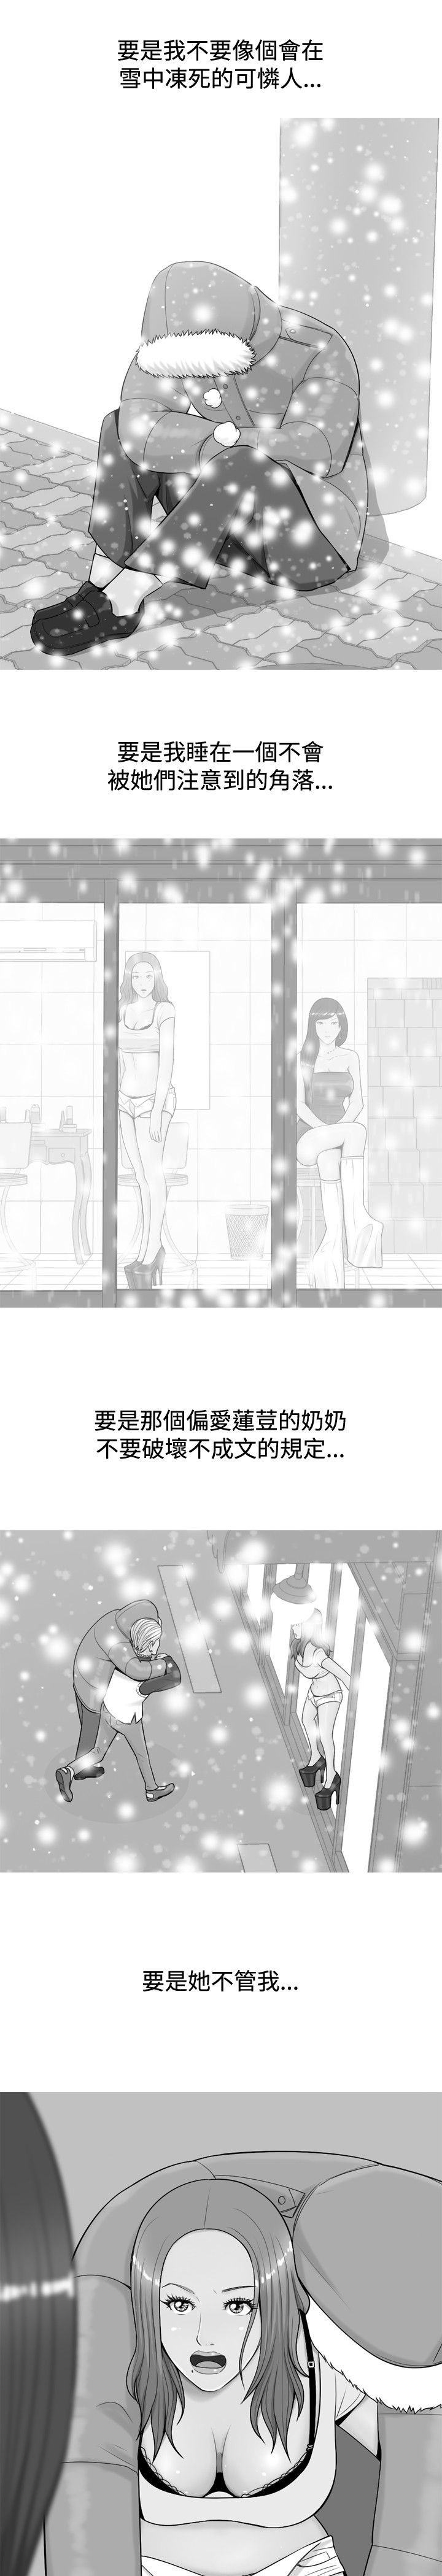 要是我不要像個會在
雪中凍死的可憐人...
要是我睡在一個不會
被她們注意到的角落...
要是那個偏愛蓮荳的奶奶
不要破壞不成文的規定...
要是她不管我...